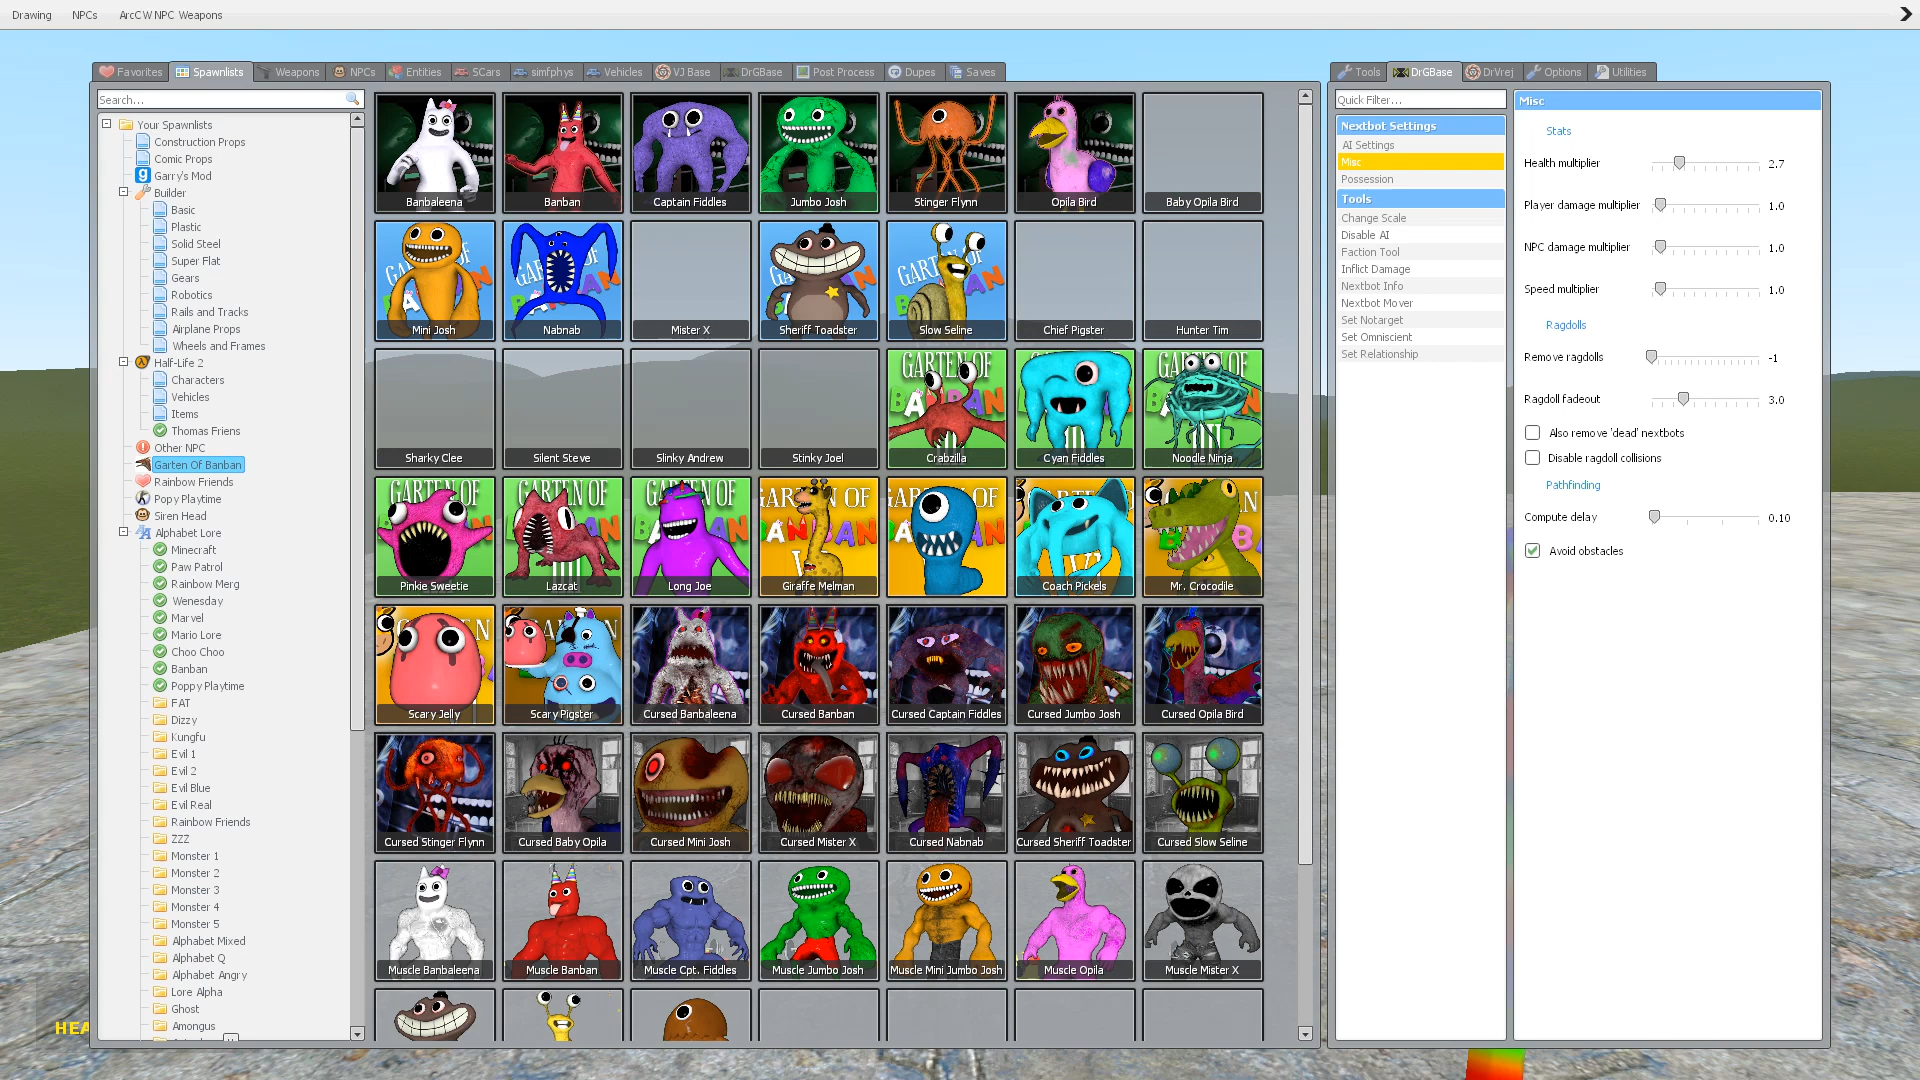 Drawing NPCs ArcCW NPC Weapons
Favorites Spawnlists Weapons NPCs Entities SCars simfphys Vehicles VJ Base DrGBase Post Process Dupes Saves
Search...
Your Spawnlists
Construction Props
Comic Props
Garry's Mod
Builder
Basic
Plastic
Solid Steel
Super Flat
Gears
Robotics
Rails and Tracks
Airplane Props
Wheels and Frames
Half-Life 2
Characters
Vehicles
Items
Thomas Friens
Other NPC
Garten Of Banban
Rainbow Friends
Popy Playtime
Siren Head
Alphabet Lore
Minecraft
Paw Patrol
Rainbow Merg
Wenesday
Marvel
Mario Lore
Choo Choo
Banban
Poppy Playtime
FAT
Dizzy
Kungfu
Evil 1
Evil 2
Evil Blue
Evil Real
Rainbow Friends
ZZZ
Monster 1
Monster 2
Monster 3
Monster 4
Monster 5
Alphabet Mixed
Alphabet Q
Alphabet Angry
Lore Alpha
Ghost
Amongus
Banbaleena Banban Captain Fiddles Jumbo Josh Stinger Flynn Opila Bird Baby Opila Bird
Mini Josh Nabnab Mister X Sheriff Toadster Slow Seline Chief Pigster Hunter Tim
Sharky Clee Silent Steve Slinky Andrew Stinky Joel Crabzilla Cyan Fiddles Noodle Ninja
Pinkie Sweetie Lazcat Long Joe Giraffe Melman Coach Pickels Mr. Crocodile
Scary Jelly Scary Pigster Cursed Banbaleena Cursed Banban Cursed Captain Fiddles Cursed Jumbo Josh Cursed Opila Bird
Cursed Stinger Flynn Cursed Baby Opila Cursed Mini Josh Cursed Mister X Cursed Nabnab Cursed Sheriff Toadster Cursed Slow Seline
Muscle Banbaleena Muscle Banban Muscle Cpt. Fiddles Muscle Jumbo Josh Muscle Mini Jumbo Josh Muscle Opila Muscle Mister X
Tools DrGBase DrVrej Options Utilities
Quick Filter...
Nextbot Settings
AI Settings
Misc
Possession
Tools
Change Scale
Disable AI
Faction Tool
Inflict Damage
Nextbot Info
Nextbot Mover
Set Notarget
Set Omniscient
Set Relationship
Misc
Stats
Health multiplier 2.7
Player damage multiplier 1.0
NPC damage multiplier 1.0
Speed multiplier 1.0
Ragdolls
Remove ragdolls -1
Ragdoll fadeout 3.0
Also remove 'dead' nextbots
Disable ragdoll collisions
Pathfinding
Compute delay 0.10
Avoid obstacles
HEA